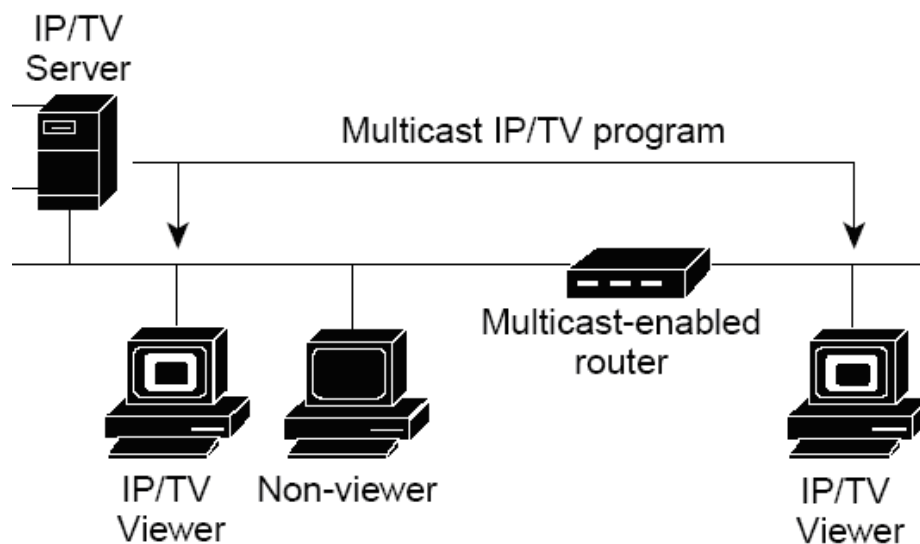 IP/TV
Server
Multicast IP/TV program
Multicast-enabled
router
IP/TV
Viewer
Non-viewer
IP/TV
Viewer